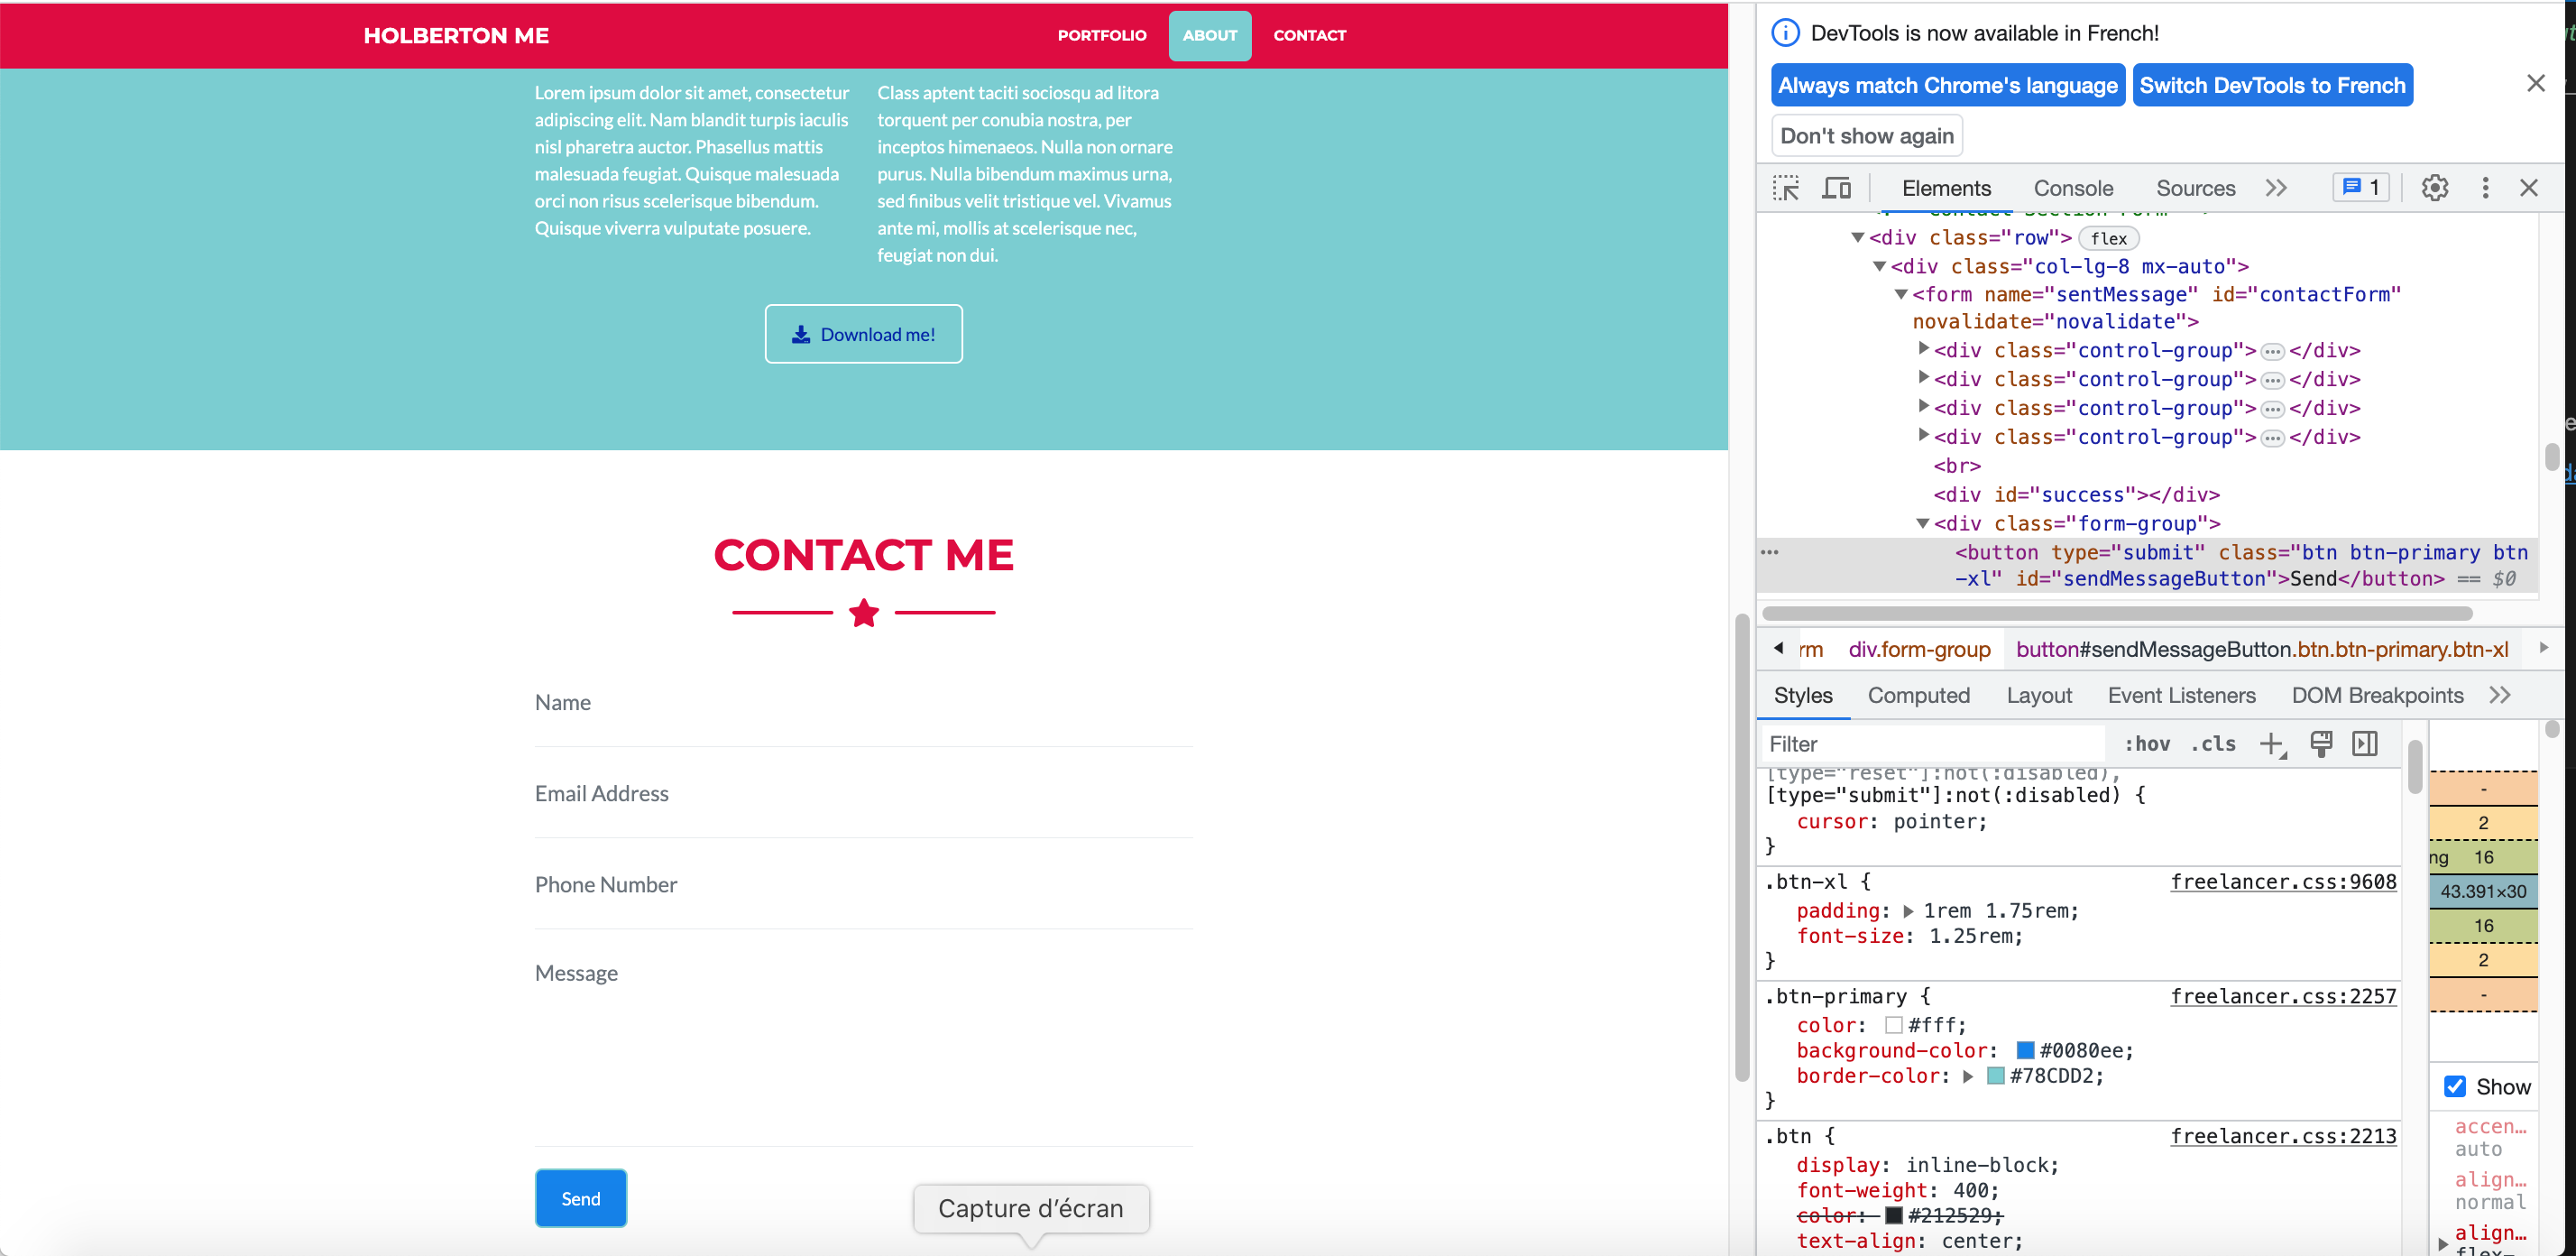 HOLBERTON ME
PORTFOLIO
ABOUT
CONTACT
Lorem ipsum dolor sit amet, consectetur
adipiscing elit. Nam blandit turpis iaculis
nisl pharetra auctor. Phasellus mattis
malesuada feugiat. Quisque malesuada
orci non risus scelerisque bibendum.
Quisque viverra vulputate posuere.
Class aptent taciti sociosqu ad litora
torquent per conubia nostra, per
inceptos himenaeos. Nulla non ornare
purus. Nulla bibendum maximus urna,
sed finibus velit tristique vel. Vivamus
ante mi, mollis at scelerisque nec,
feugiat non dui.
Download me!
CONTACT ME
Name
Email Address
Phone Number
Message
Send
Capture d’écran
DevTools is now available in French!
Always match Chrome's language
Switch DevTools to French
Don't show again
Elements
Console
Sources
1
<div class="row"> flex
<div class="col-lg-8 mx-auto">
<form name="sentMessage" id="contactForm"
novalidate="novalidate">
<div class="control-group"> … </div>
<div class="control-group"> … </div>
<div class="control-group"> … </div>
<div class="control-group"> … </div>
<br>
<div id="success"></div>
<div class="form-group">
<button type="submit" class="btn btn-primary btn
-xl" id="sendMessageButton">Send</button> == $0
rm
div.form-group
button#sendMessageButton.btn.btn-primary.btn-xl
Styles
Computed
Layout
Event Listeners
DOM Breakpoints
Filter
:hov
.cls
[type="reset"]:not(:disabled),
[type="submit"]:not(:disabled) {
cursor: pointer;
}
.btn-xl {
freelancer.css:9608
padding: 1rem 1.75rem;
font-size: 1.25rem;
}
.btn-primary {
freelancer.css:2257
color: #fff;
background-color: #0080ee;
border-color: #78CDD2;
}
.btn {
freelancer.css:2213
display: inline-block;
font-weight: 400;
color: #212529;
text-align: center;
-
2
ng 16
43.391×30
16
2
-
Show
accen…
auto
align…
normal
align…